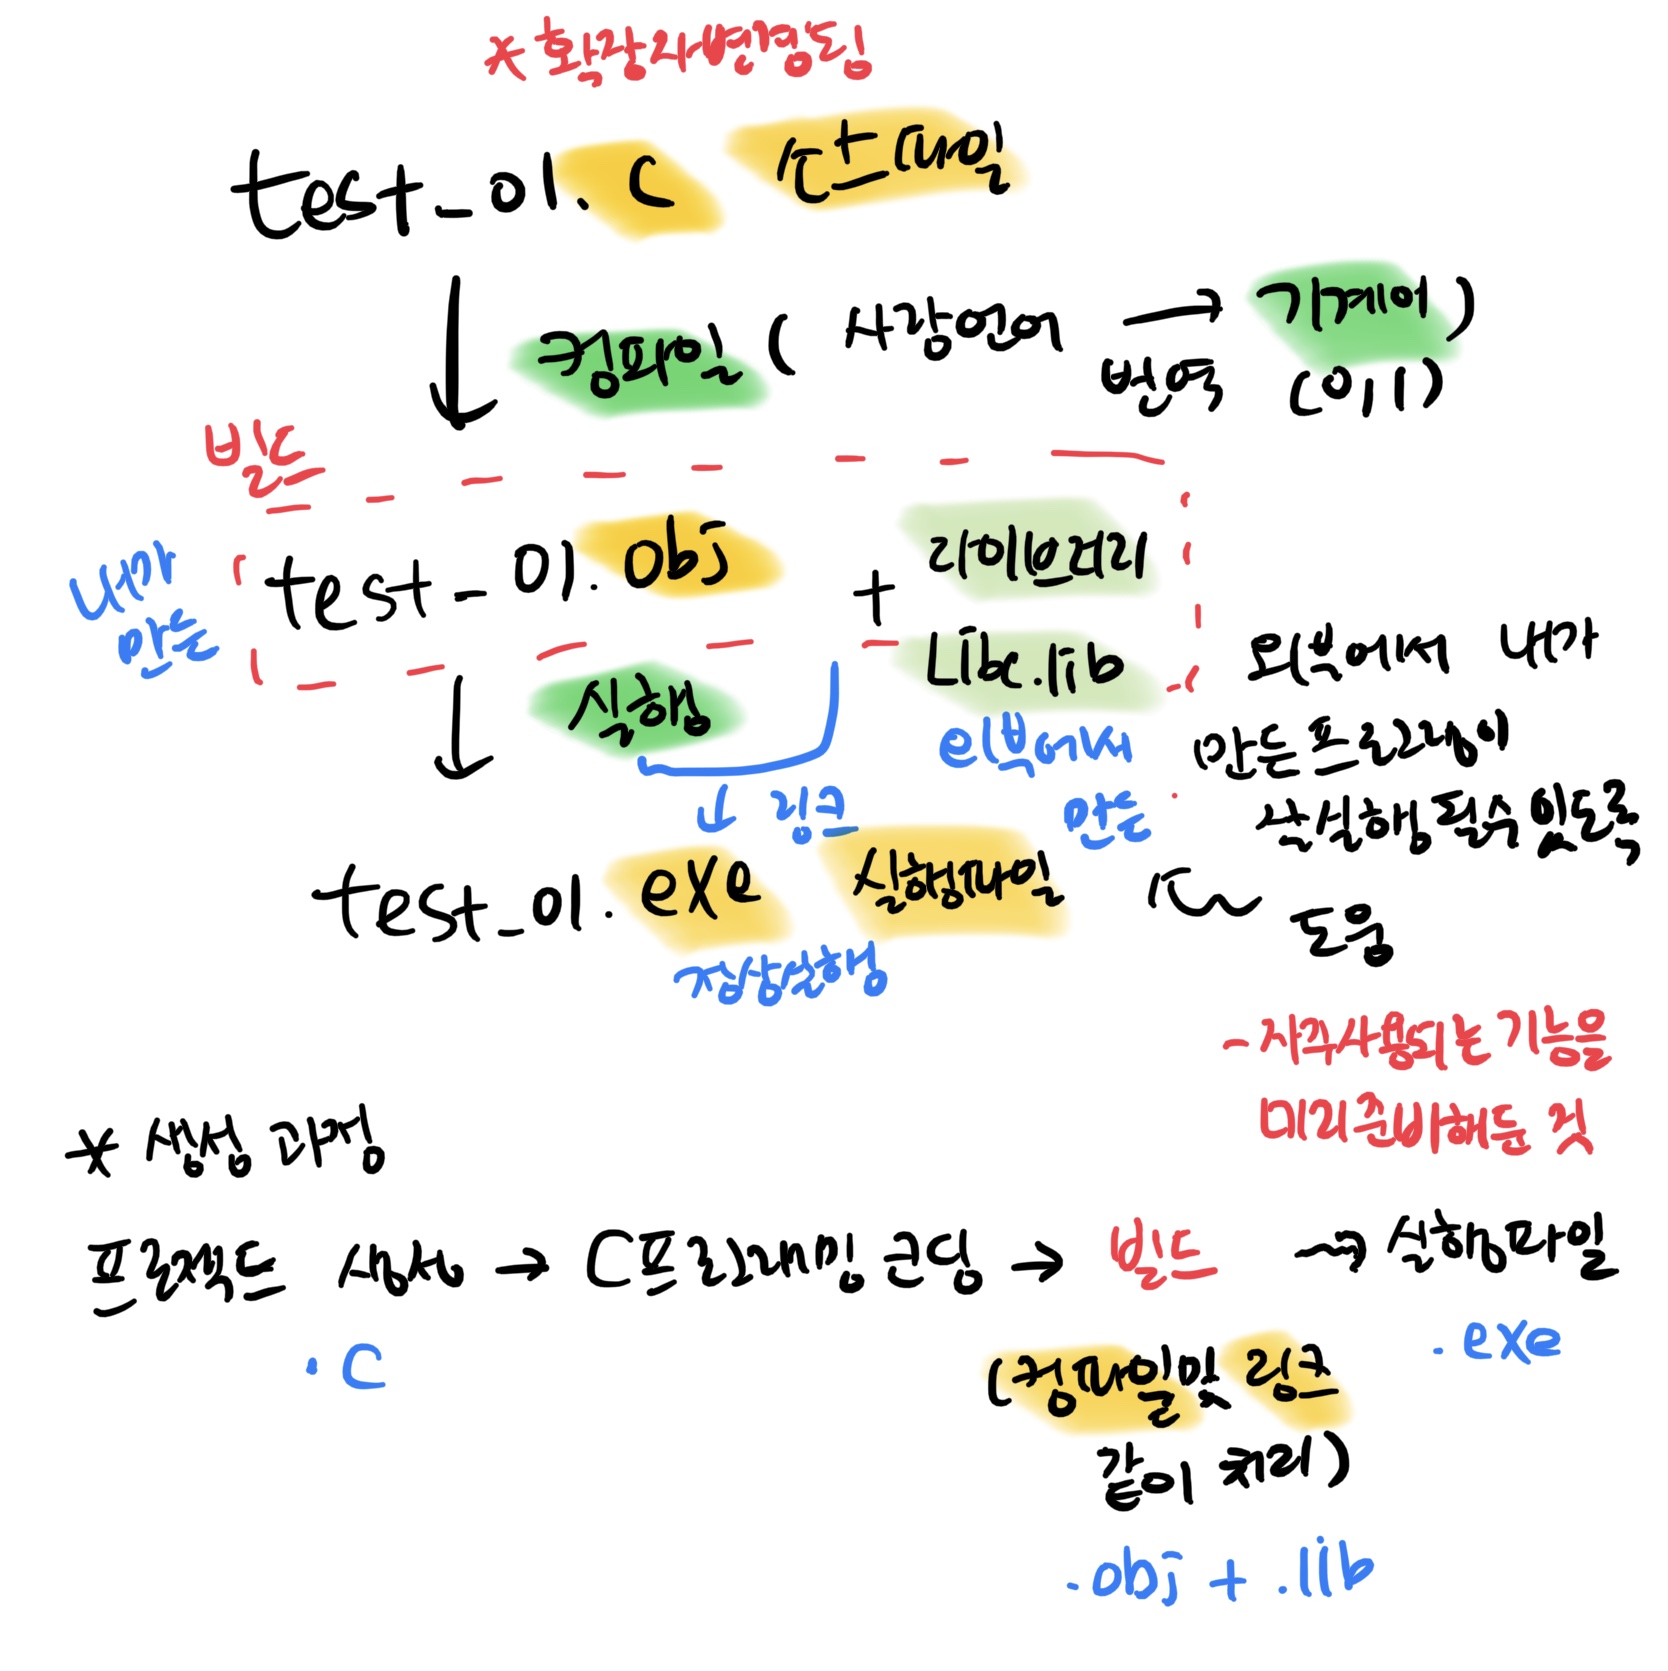 * 확장자변경됨
test_01.c 소스파일
컴파일 ( 사람언어 → 기계어 )
번역 (0,1)
빌드
내가
만든
test_01.obj + 라이브러리
Libc.lib
실행
외부에서
만든
외부에서 내가
만든 프로그램이
잘실행 될수 있도록
도움
↓ 링크
test_01.exe 실행파일
정상실행
- 자주사용되는 기능을
미리준비해둔 것
* 생성 과정
프로젝트 생성 → C프로그래밍 코딩 → 빌드 → 실행파일
.C
.exe
(컴파일및 링크
같이 처리)
.obj + .lib